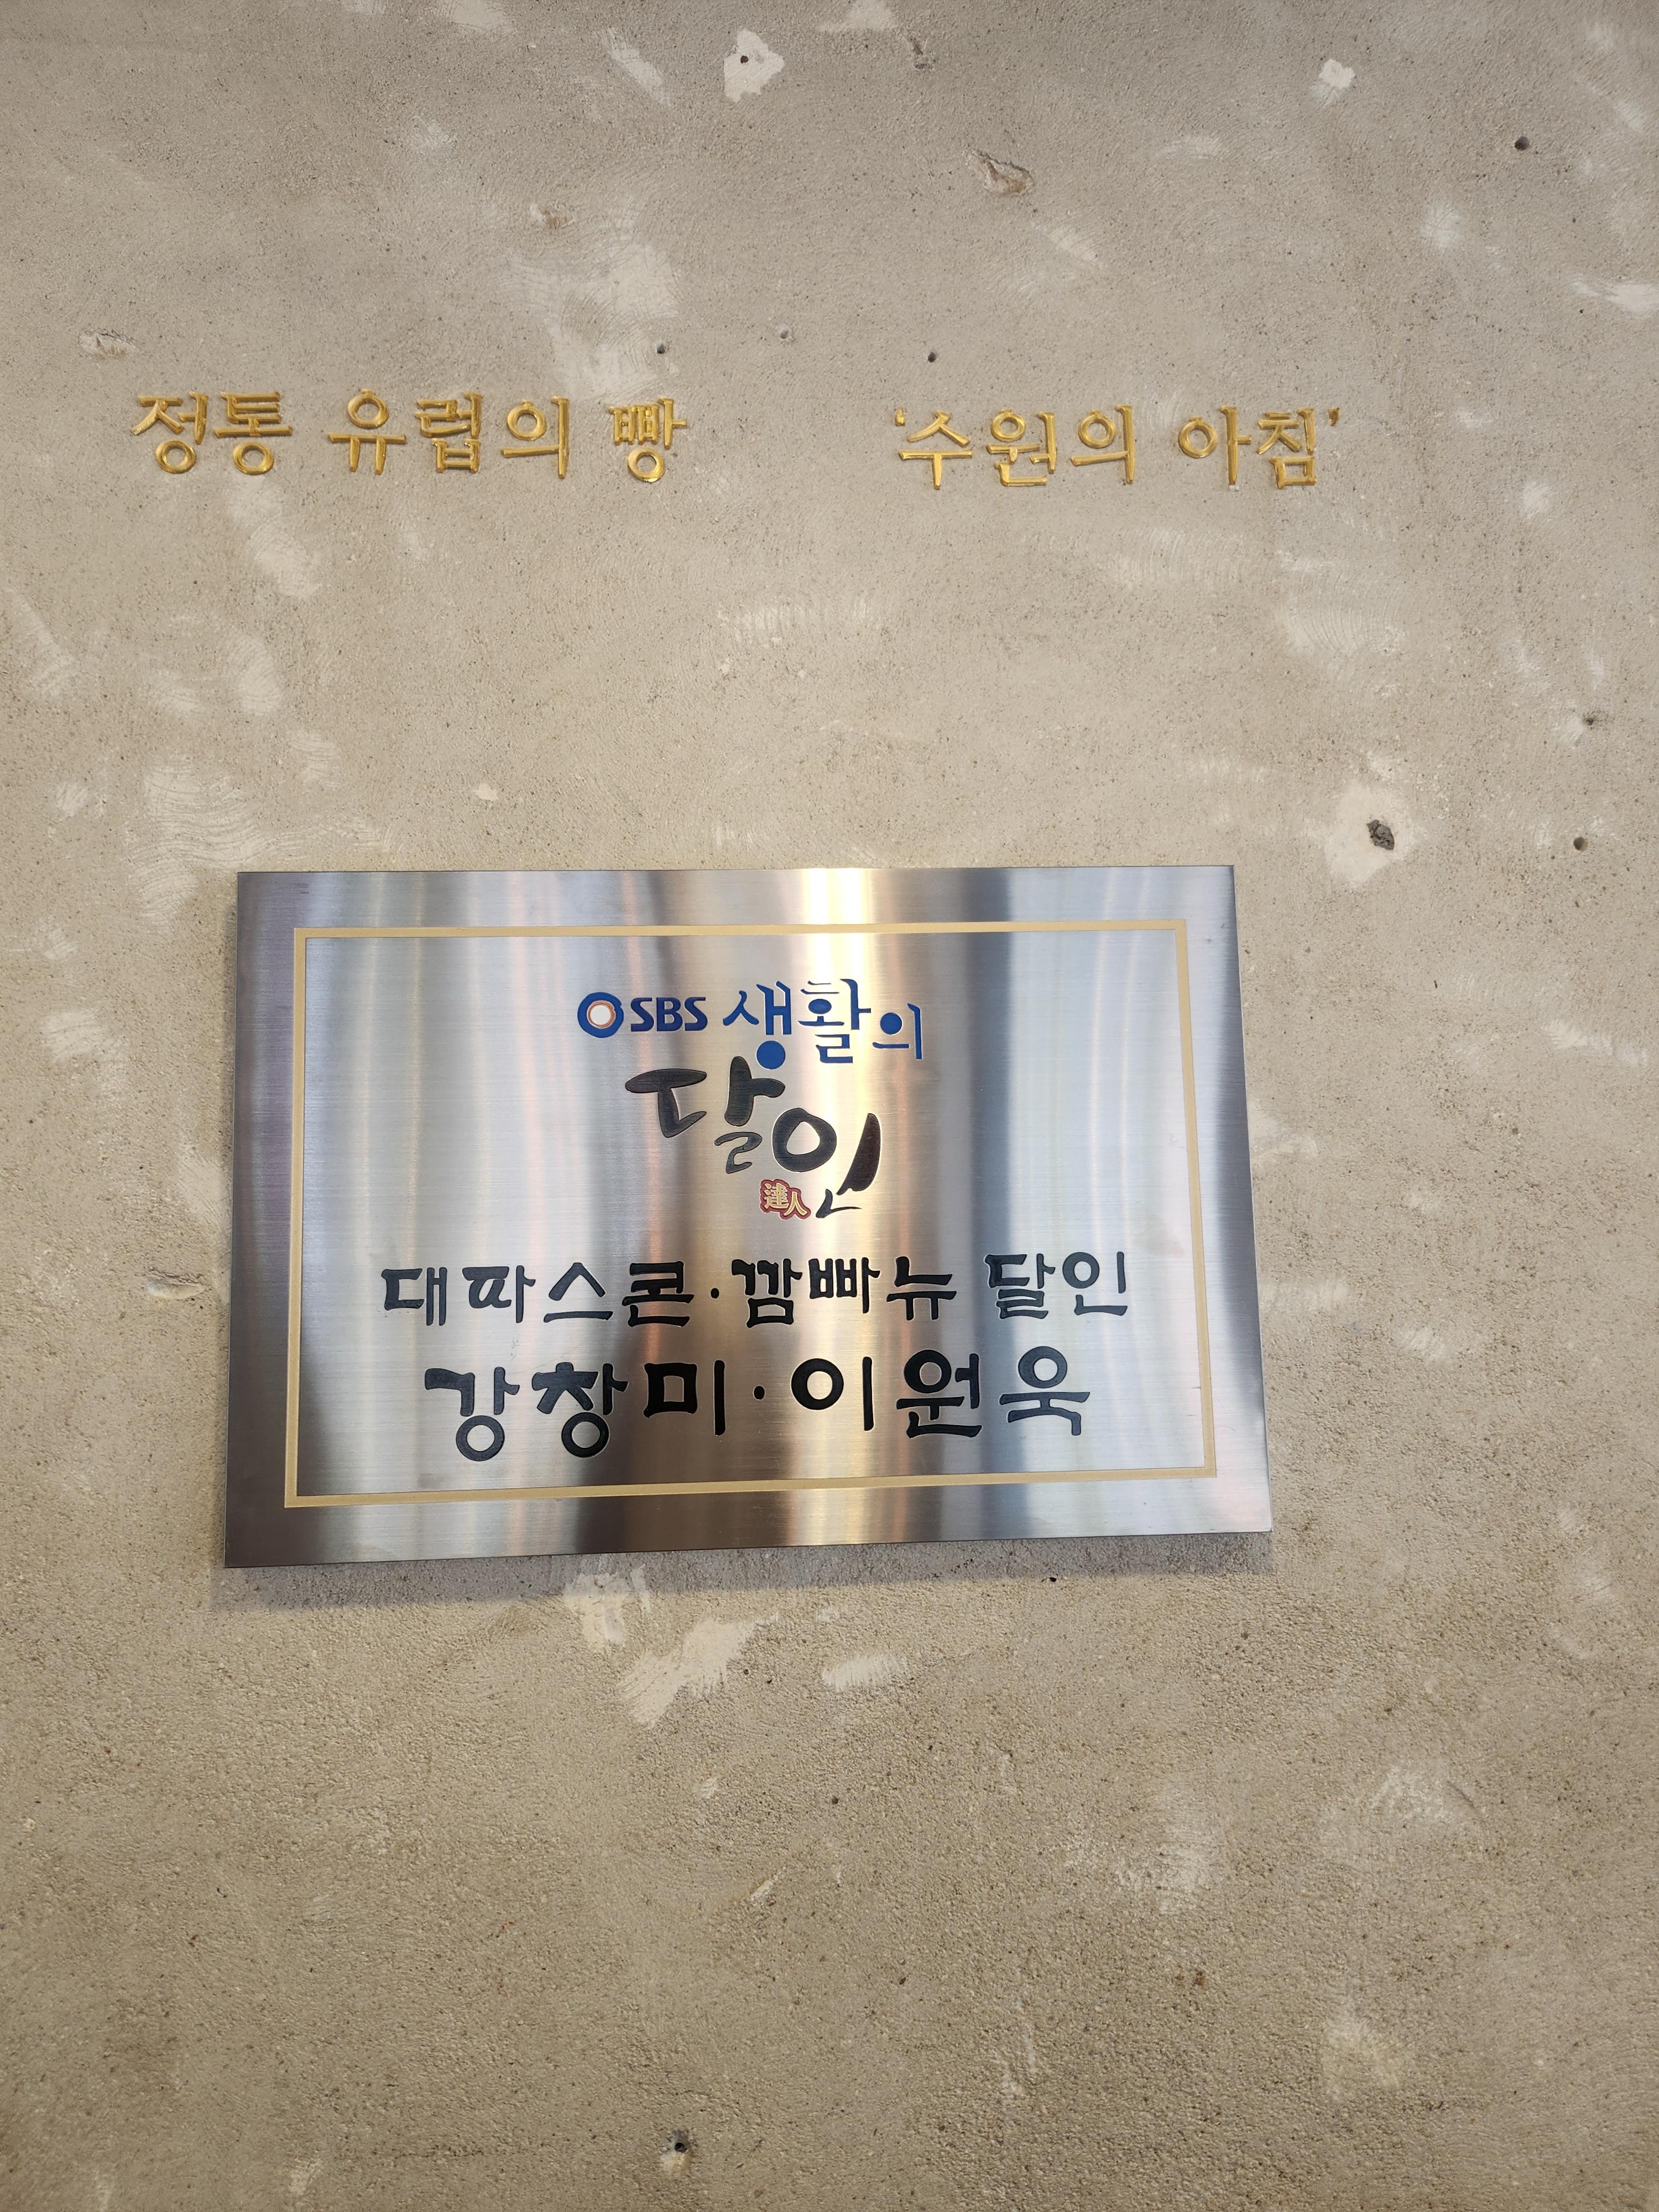 정통 유럽의 빵 '수원의 아침'
SBS 생활의
달인
達人
대파스콘·깜빠뉴 달인
강창미·이원욱